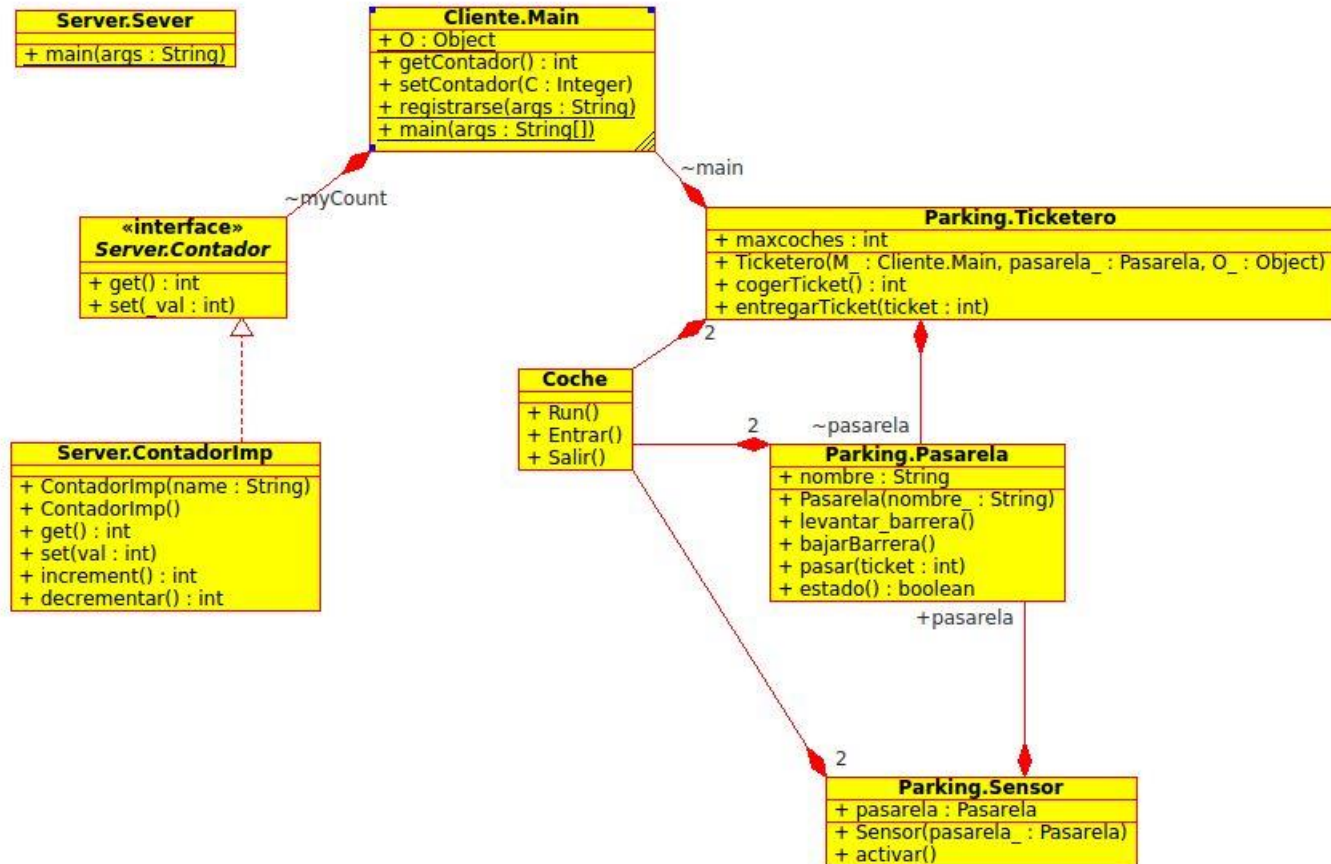 Server.Sever
+ main(args : String)
Cliente.Main
+ O : Object
+ getContador() : int
+ setContador(C : Integer)
+ registrarse(args : String)
+ main(args : String[])
~main
~myCount
«interface»
Server.Contador
+ get() : int
+ set(_val : int)
Parking.Ticketero
+ maxcoches : int
+ Ticketero(M_ : Cliente.Main, pasarela_ : Pasarela, O_ : Object)
+ cogerTicket() : int
+ entregarTicket(ticket : int)
2
Coche
+ Run()
+ Entrar()
+ Salir()
2
~pasarela
Server.ContadorImp
+ ContadorImp(name : String)
+ ContadorImp()
+ get() : int
+ set(val : int)
+ increment() : int
+ decrementar() : int
Parking.Pasarela
+ nombre : String
+ Pasarela(nombre_ : String)
+ levantar_barrera()
+ bajarBarrera()
+ pasar(ticket : int)
+ estado() : boolean
+pasarela
2
Parking.Sensor
+ pasarela : Pasarela
+ Sensor(pasarela_ : Pasarela)
+ activar()